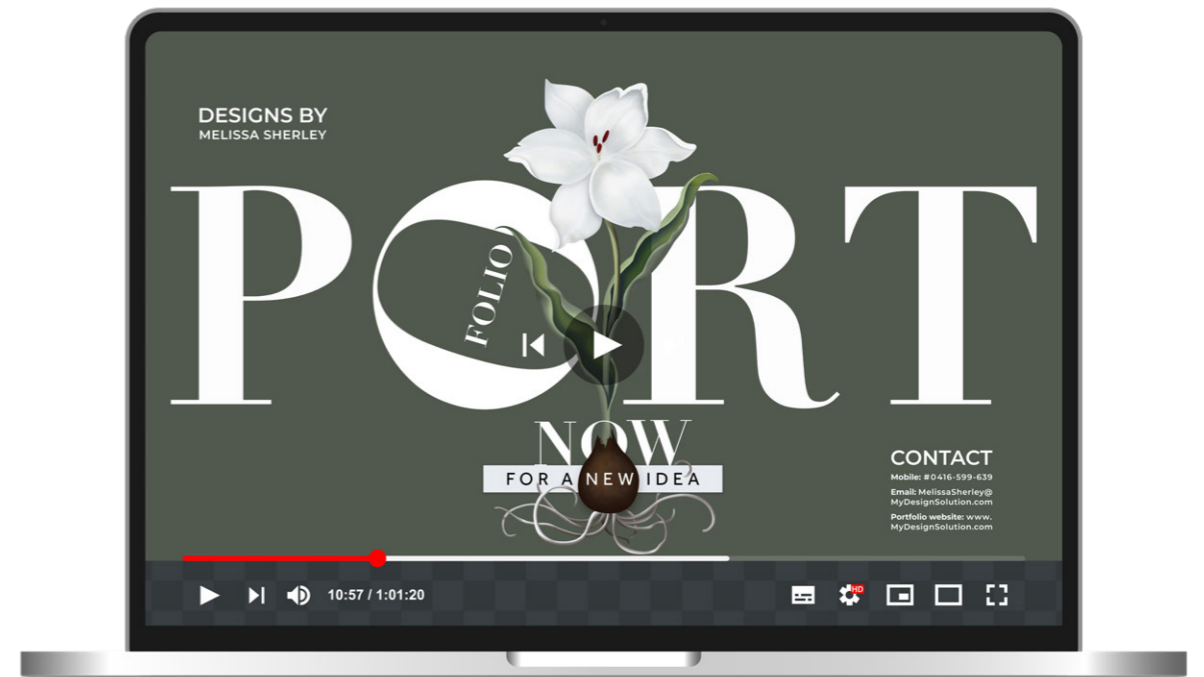 DESIGNS BY
MELISSA SHERLEY
PORT
FOLIO
NOW
FOR A NEW IDEA
CONTACT
Mobile: #0416-599-639
Email: MelissaSherley@
MyDesignSolution.com
Portfolio website: www.
MyDesignSolution.com
10:57 / 1:01:20
HD